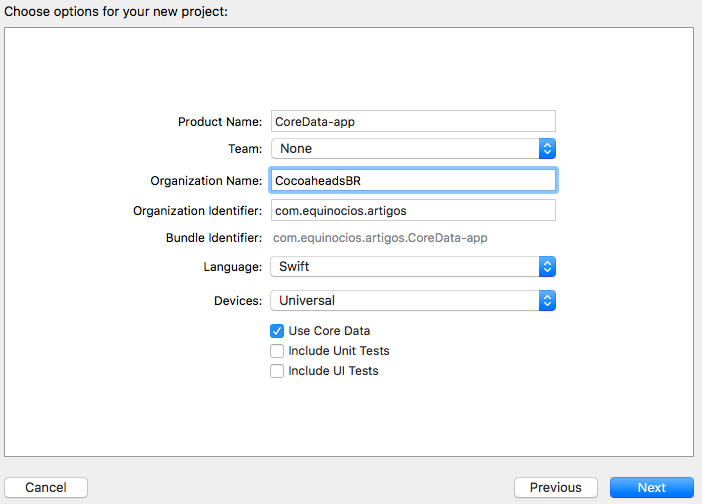 Choose options for your new project:
Product Name: CoreData-app
Team: None
Organization Name: CocoaheadsBR
Organization Identifier: com.equinocios.artigos
Bundle Identifier: com.equinocios.artigos.CoreData-app
Language: Swift
Devices: Universal
Use Core Data
Include Unit Tests
Include UI Tests
Cancel Previous Next